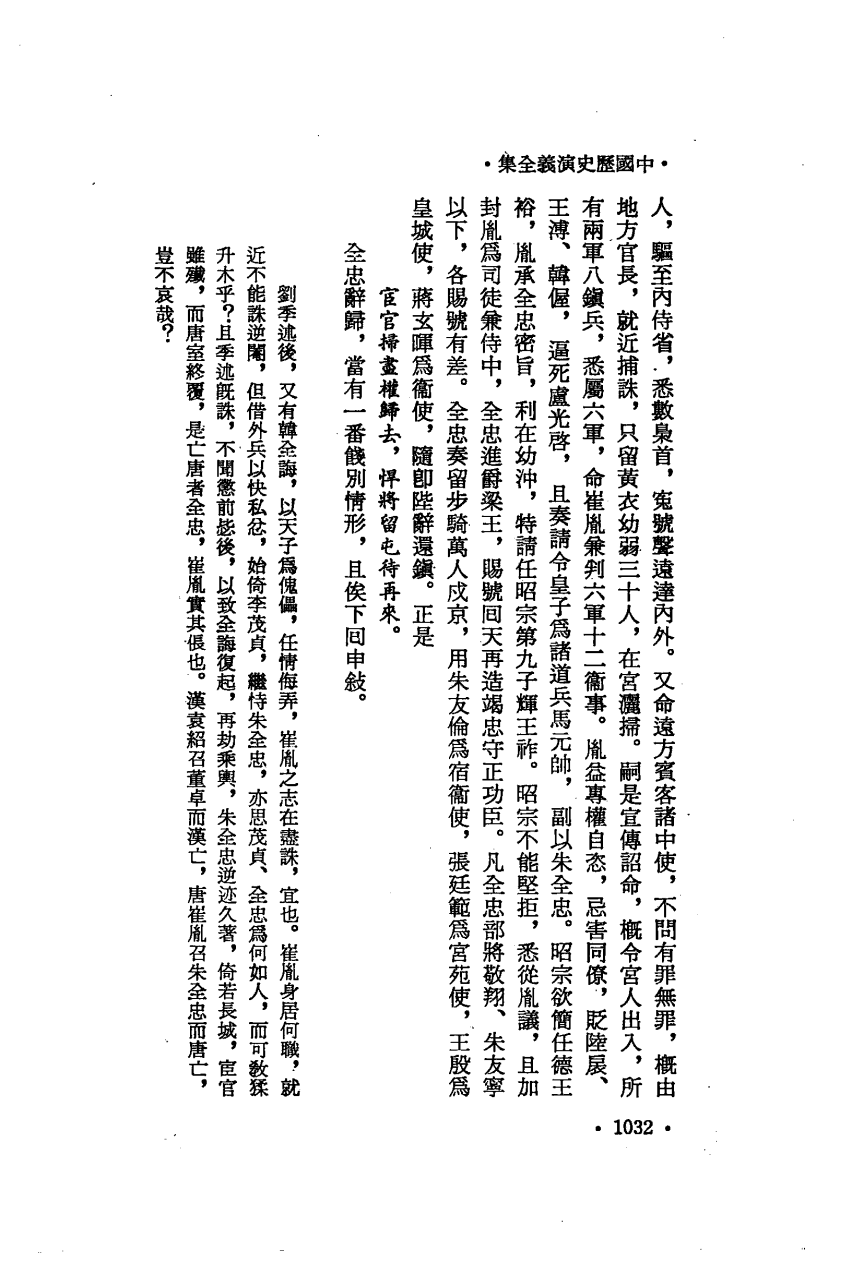 •中國歷史演義全集•
人，驅至內侍省，悉數梟首，寃號聲遠達內外。又命遠方賓客諸中使，不問有罪無罪，槪由
地方官長，就近捕誅，只留黃衣幼弱三十人，在宮灑掃。嗣是宣傳詔命，槪令宮人出入，所
有兩軍八鎭兵，悉屬六軍，命崔胤兼判六軍十二衞事。胤益專權自恣，忌害同僚，貶陸扆、
王溥、韓偓，逼死盧光啓，且奏請令皇子爲諸道兵馬元帥，副以朱全忠。昭宗欲簡任德王
裕，胤承全忠密旨，利在幼沖，特請任昭宗第九子輝王祚。昭宗不能堅拒，悉從胤議，且加
封胤爲司徒兼侍中，全忠進爵梁王，賜號回天再造竭忠守正功臣。凡全忠部將敬翔、朱友寧
以下，各賜號有差。全忠奏留步騎萬人戍京，用朱友倫爲宿衞使，張廷範爲宮苑使，王殷爲
皇城使，蔣玄暉爲衞使，隨卽陛辭還鎭。正是
宦官掃盡權歸去，悍將留屯待再來。
全忠辭歸，當有一番餞別情形，且俟下回申敍。
劉季述後，又有韓全誨，以天子爲傀儡，任情侮弄，崔胤之志在盡誅，宜也。崔胤身居何職，就
近不能誅逆閹，但借外兵以快私忿，始倚李茂貞，繼恃朱全忠，亦思茂貞、全忠爲何如人，而可敎猱
升木乎？且季述旣誅，不聞懲前毖後，以致全誨復起，再劫乘輿，朱全忠逆迹久著，倚若長城，宦官
雖殲，而唐室終覆，是亡唐者全忠，崔胤實其倀也。漢袁紹召董卓而漢亡，唐崔胤召朱全忠而唐亡，
豈不哀哉？
•1032•